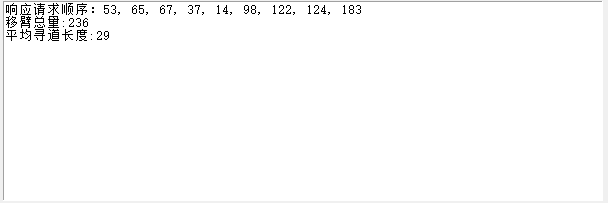 响应请求顺序: 53, 65, 67, 37, 14, 98, 122, 124, 183
移臂总量:236
平均寻道长度:29